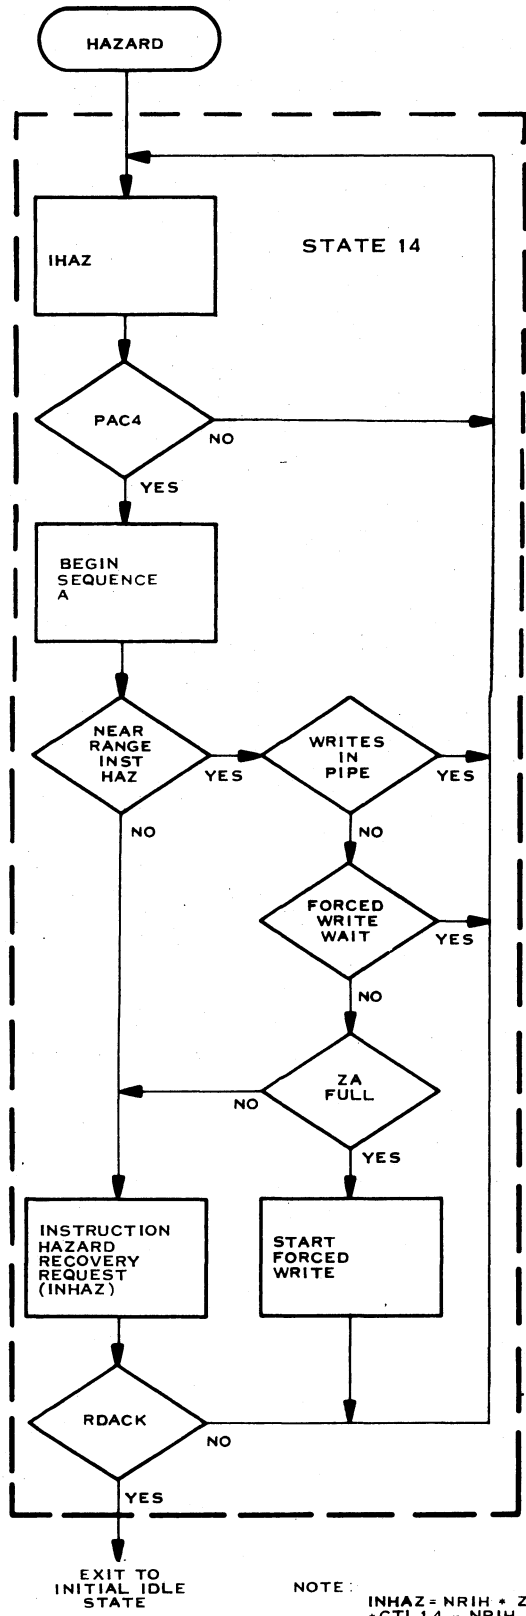 HAZARD
STATE 14
IHAZ
PAC4
NO
YES
BEGIN
SEQUENCE
A
NEAR
RANGE
INST
HAZ
YES
NO
WRITES
IN
PIPE
YES
NO
FORCED
WRITE
WAIT
YES
NO
ZA
FULL
NO
YES
INSTRUCTION
HAZARD
RECOVERY
REQUEST
(INHAZ)
START
FORCED
WRITE
RDACK
NO
YES
EXIT TO
INITIAL IDLE
STATE
NOTE:
INHAZ = NRIH * Z